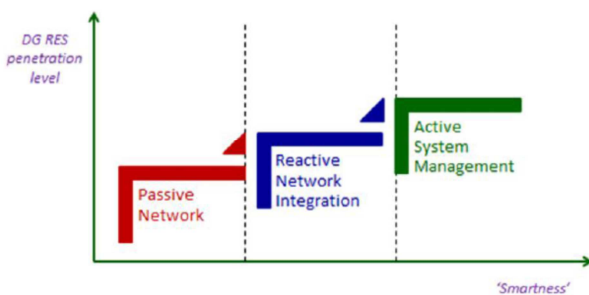 DG RES
penetration
level
Passive
Network
Reactive
Network
Integration
Active
System
Management
'Smartness'